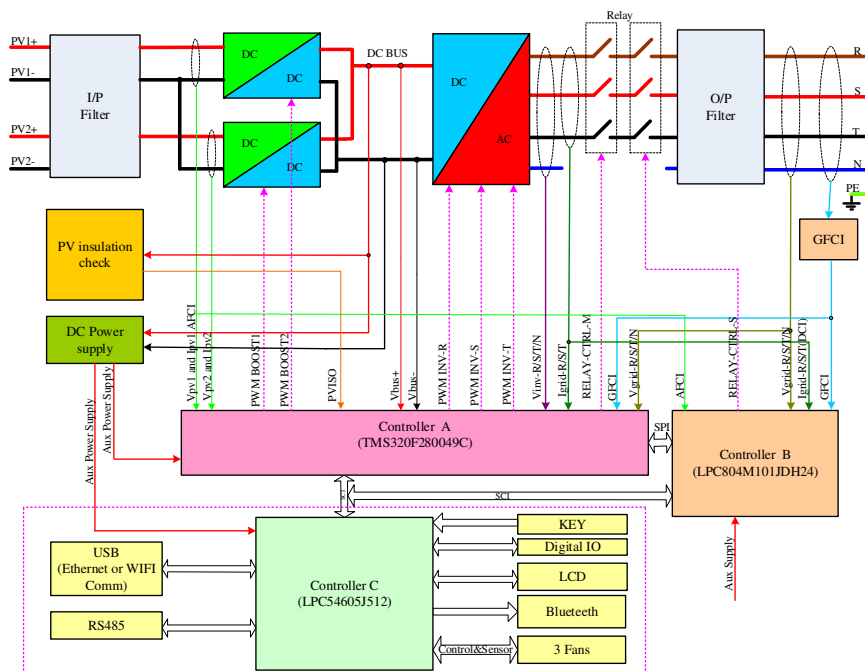 Relay
PV1+
PV1-
PV2+
PV2-
I/P
Filter
DC
DC
DC
DC
DC BUS
DC
AC
O/P
Filter
R
S
T
N
PE
GFCI
PV insulation
check
DC Power
supply
Aux Power Supply
Aux Power Supply
Vpv1 and Ipv1
AFCI
Vpv2 and Ipv2
PWM BOOST1
PWM BOOST2
PVISO
Vbus+
Vbus-
PWM INV-R
PWM INV-S
PWM INV-T
Vinv-R/S/T/N
Igrid-R/S/T
RELAY-CTRL-M
GFCI
Vgrid-R/S/T/N
AFCI
RELAY-CTRL-S
Vgrid-R/S/T/N
Igrid-R/S/T(DCI)
GFCI
Controller A
(TMS320F280049C)
SPI
Controller B
(LPC804M101JDH24)
SCI
SCI
Aux Supply
Controller C
(LPC54605J512)
USB
(Ethernet or WIFI
Comm)
RS485
KEY
Digital IO
LCD
Blueteeth
Control&Sensor
3 Fans